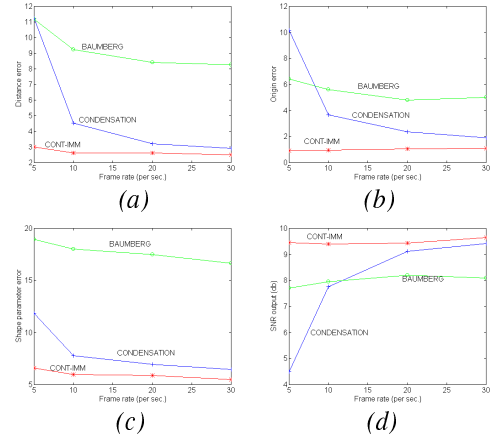 12
11
10
9
8
7
6
5
4
3
2
Distance error
BAUMBERG
CONDENSATION
CONT-IMM
5 10 15 20 25 30
Frame rate (per sec.)
(a)
12
10
8
6
4
2
0
Origin error
BAUMBERG
CONDENSATION
CONT-IMM
5 10 15 20 25 30
Frame rate (per sec.)
(b)
20
15
10
5
Shape parameter error
BAUMBERG
CONDENSATION
CONT-IMM
5 10 15 20 25 30
Frame rate (per sec.)
(c)
10
9
8
7
6
5
4
SNR output (db)
CONT-IMM
BAUMBERG
CONDENSATION
5 10 15 20 25 30
Frame rate (per sec.)
(d)